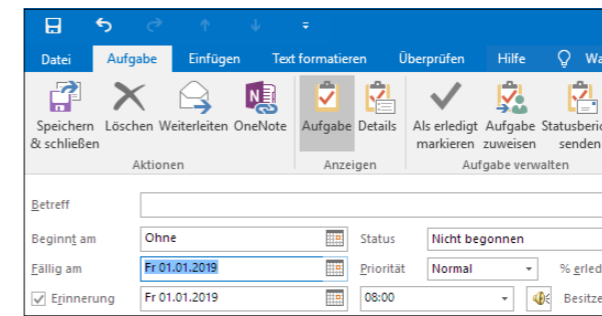 Datei Aufgabe Einfügen Text formatieren Überprüfen Hilfe
Speichern & schließen Löschen Weiterleiten OneNote Aufgabe Details Als erledigt markieren Aufgabe zuweisen senden
Aktionen Anzeigen Aufgabe verwalten
Betreff
Beginnt am Ohne Status Nicht begonnen
Fällig am Fr 01.01.2019 Priorität Normal %
Erinnerung Fr 01.01.2019 08:00